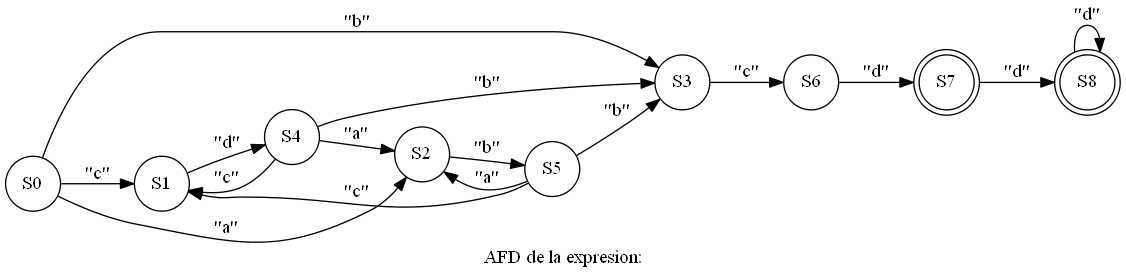 "b"
"d"
"b"
S3
"c"
S6
"d"
S7
"d"
S8
"b"
S4
"a"
"d"
S2
"b"
S5
"c"
"a"
S0
"c"
S1
"c"
"a"
AFD de la expresion: